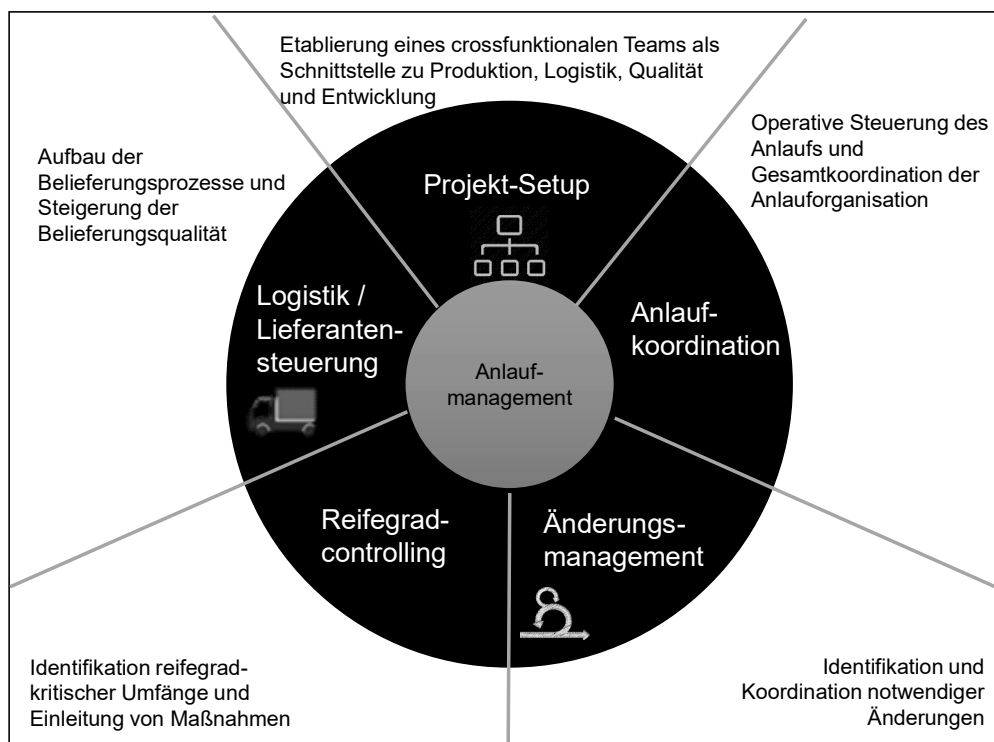 Etablierung eines crossfunktionalen Teams als
Schnittstelle zu Produktion, Logistik, Qualität
und Entwicklung
Operative Steuerung des
Anlaufs und
Gesamtkoordination der
Anlauforganisation
Aufbau der
Belieferungsprozesse und
Steigerung der
Belieferungsqualität
Projekt-Setup
Logistik /
Lieferanten-
steuerung
Anlauf-
koordination
Anlauf-
management
Reifegrad-
controlling
Änderungs-
management
Identifikation reifegrad-
kritischer Umfänge und
Einleitung von Maßnahmen
Identifikation und
Koordination notwendiger
Änderungen